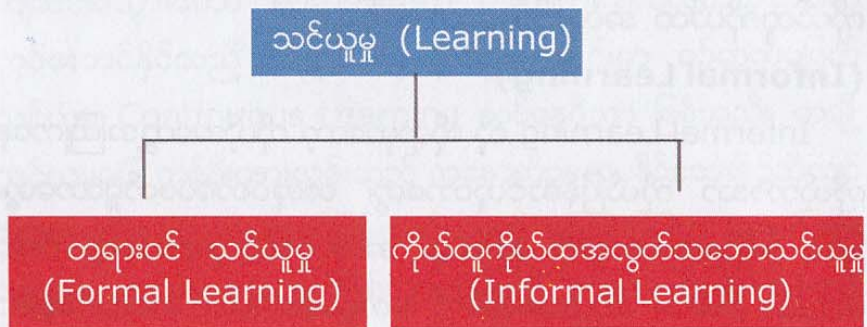 သင်ယူမှု (Learning)
တရားဝင် သင်ယူမှု
(Formal Learning)
ကိုယ်ထူကိုယ်ထအလွတ်သဘောသင်ယူမှု
(Informal Learning)